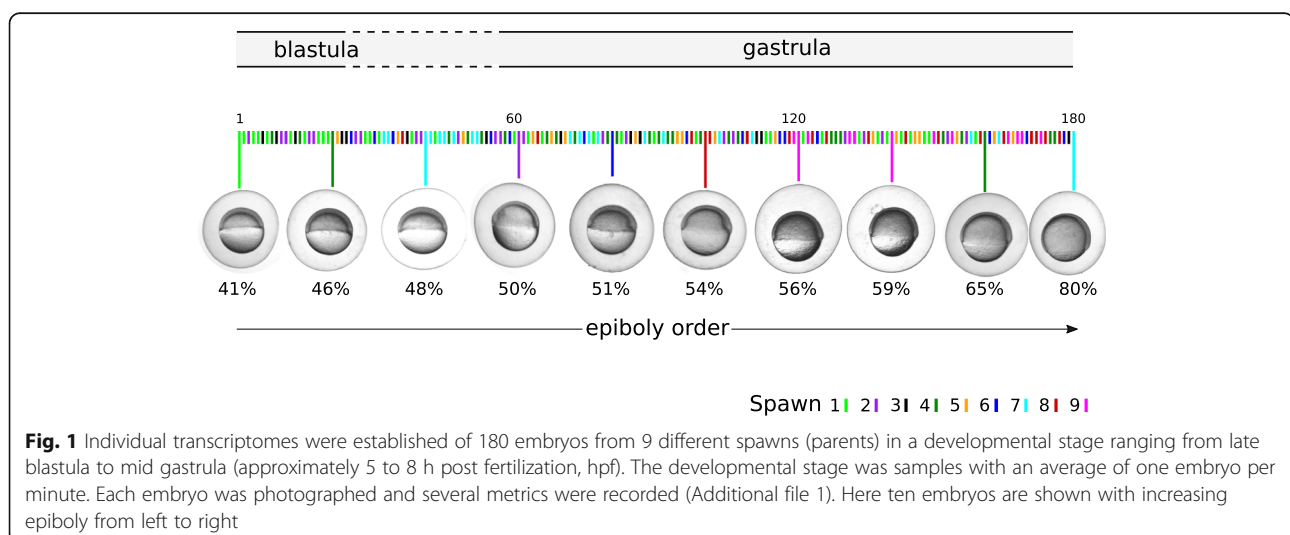 blastula gastrula
1 60 120 180
41% 46% 48% 50% 51% 54% 56% 59% 65% 80%
epiboly order
Spawn 1 2 3 4 5 6 7 8 9
Fig. 1 Individual transcriptomes were established of 180 embryos from 9 different spawns (parents) in a developmental stage ranging from late
blastula to mid gastrula (approximately 5 to 8 h post fertilization, hpf). The developmental stage was samples with an average of one embryo per
minute. Each embryo was photographed and several metrics were recorded (Additional file 1). Here ten embryos are shown with increasing
epiboly from left to right